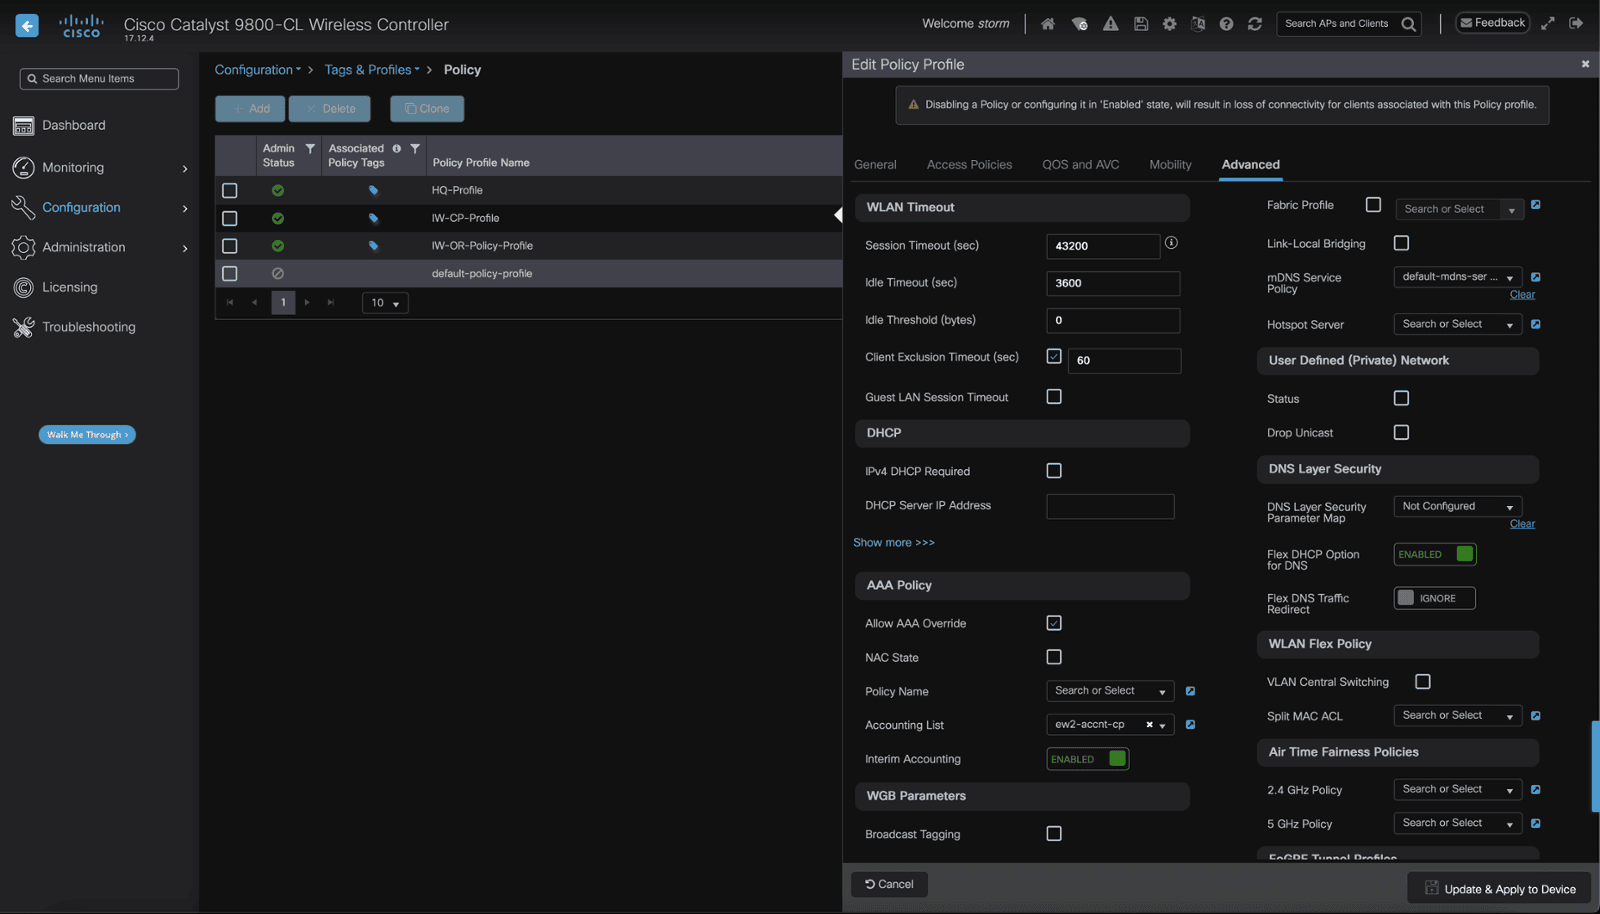 CISCO
Cisco Catalyst 9800-CL Wireless Controller
17.12.4
Welcome storm
Search APs and Clients
Feedback
Search Menu Items
Dashboard
Monitoring
Configuration
Administration
Licensing
Troubleshooting
Walk Me Through ›
Configuration > Tags & Profiles > Policy
+ Add
× Delete
Clone
Admin Status
Associated Policy Tags
Policy Profile Name
HQ-Profile
IW-CP-Profile
IW-OR-Policy-Profile
default-policy-profile
1
10
Edit Policy Profile
Disabling a Policy or configuring it in 'Enabled' state, will result in loss of connectivity for clients associated with this Policy profile.
General
Access Policies
QOS and AVC
Mobility
Advanced
WLAN Timeout
Session Timeout (sec)
43200
Idle Timeout (sec)
3600
Idle Threshold (bytes)
0
Client Exclusion Timeout (sec)
60
Guest LAN Session Timeout
DHCP
IPv4 DHCP Required
DHCP Server IP Address
Show more >>>
AAA Policy
Allow AAA Override
NAC State
Policy Name
Search or Select
Accounting List
ew2-accnt-cp
Interim Accounting
ENABLED
WGB Parameters
Broadcast Tagging
Fabric Profile
Search or Select
Link-Local Bridging
mDNS Service Policy
default-mdns-ser ...
Clear
Hotspot Server
Search or Select
User Defined (Private) Network
Status
Drop Unicast
DNS Layer Security
DNS Layer Security Parameter Map
Not Configured
Clear
Flex DHCP Option for DNS
ENABLED
Flex DNS Traffic Redirect
IGNORE
WLAN Flex Policy
VLAN Central Switching
Split MAC ACL
Search or Select
Air Time Fairness Policies
2.4 GHz Policy
Search or Select
5 GHz Policy
Search or Select
EoGRE Tunnel Profiles
Cancel
Update & Apply to Device